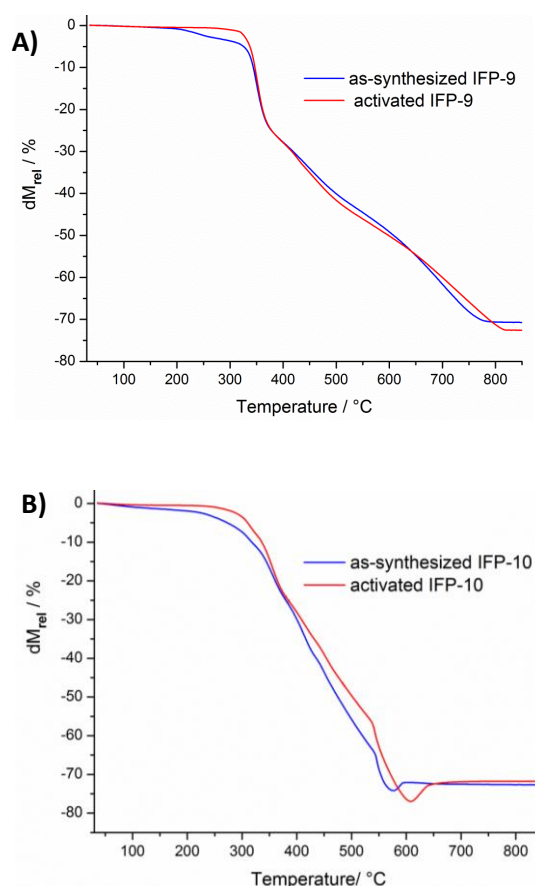 A)
0
-10
-20
-30
-40
-50
-60
-70
-80
dM_rel / %
as-synthesized IFP-9
activated IFP-9
100 200 300 400 500 600 700 800
Temperature / °C
B)
0
-10
-20
-30
-40
-50
-60
-70
-80
dM_rel / %
as-synthesized IFP-10
activated IFP-10
100 200 300 400 500 600 700 800
Temperature/ °C